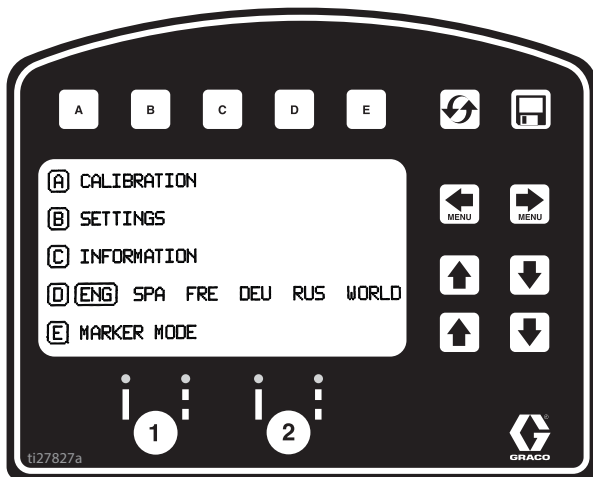 A B C D E
A CALIBRATION
B SETTINGS
C INFORMATION
D ENG SPA FRE DEU RUS WORLD
E MARKER MODE
MENU MENU
1 2
ti27827a
GRACO